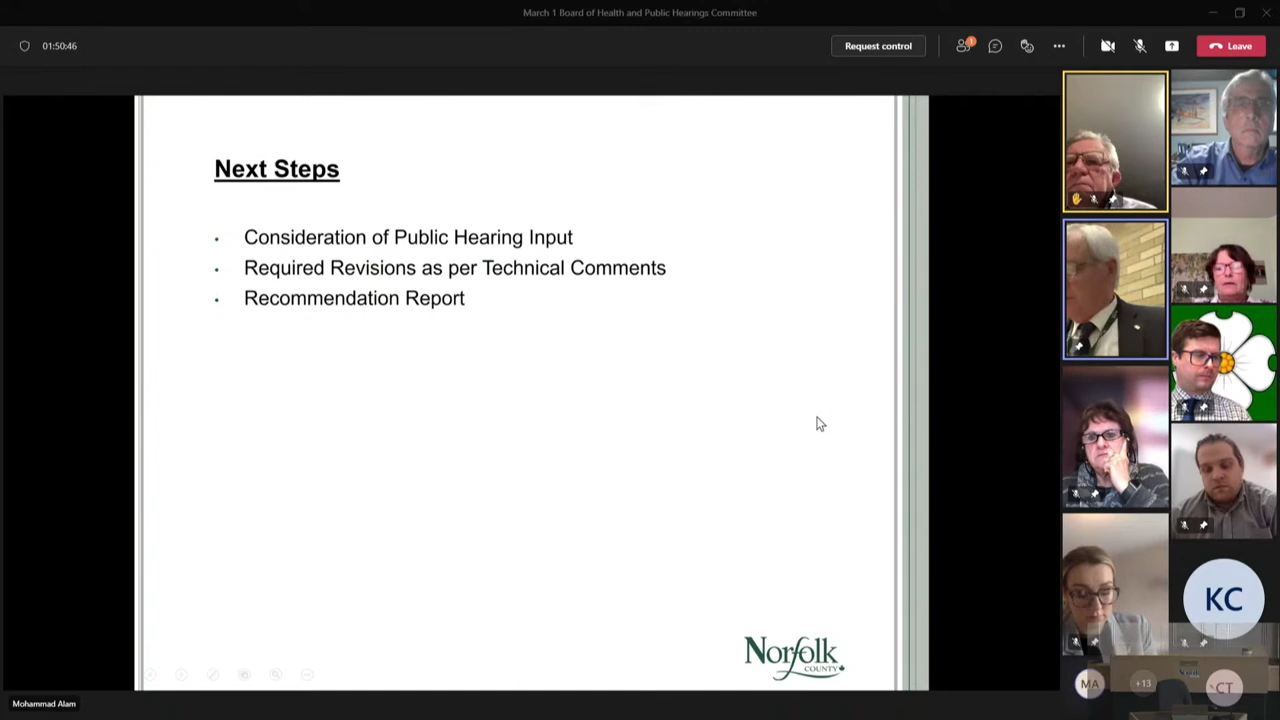 March 1 Board of Health and Public Hearings Committee
01:50:46
Request control
1
Leave
Next Steps
• Consideration of Public Hearing Input
• Required Revisions as per Technical Comments
• Recommendation Report
Norfolk
COUNTY
KC
MA
+13
CT
Mohammad Alam